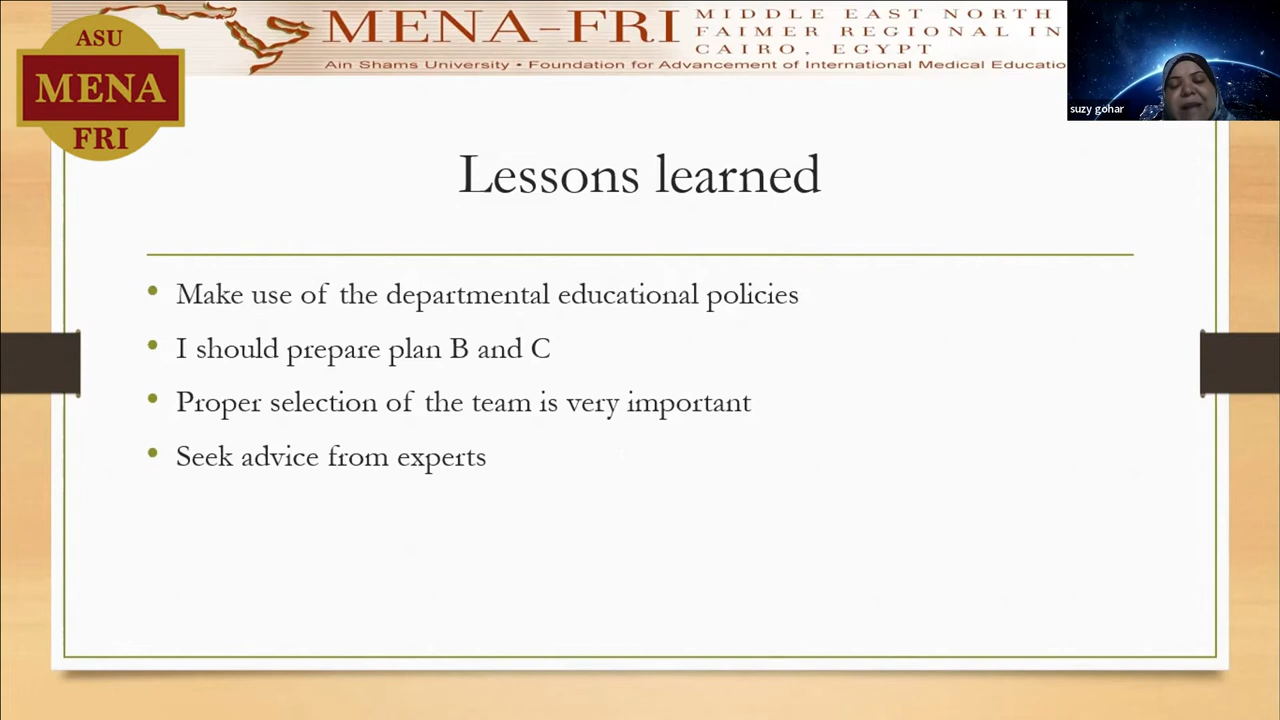 ASU
MENA
FRI
MENA-FRI
MIDDLE EAST NORTH
FAIMER REGIONAL IN
CAIRO, EGYPT
Ain Shams University • Foundation for Advancement of International Medical Educatio
suzy gohar
Lessons learned
• Make use of the departmental educational policies
• I should prepare plan B and C
• Proper selection of the team is very important
• Seek advice from experts